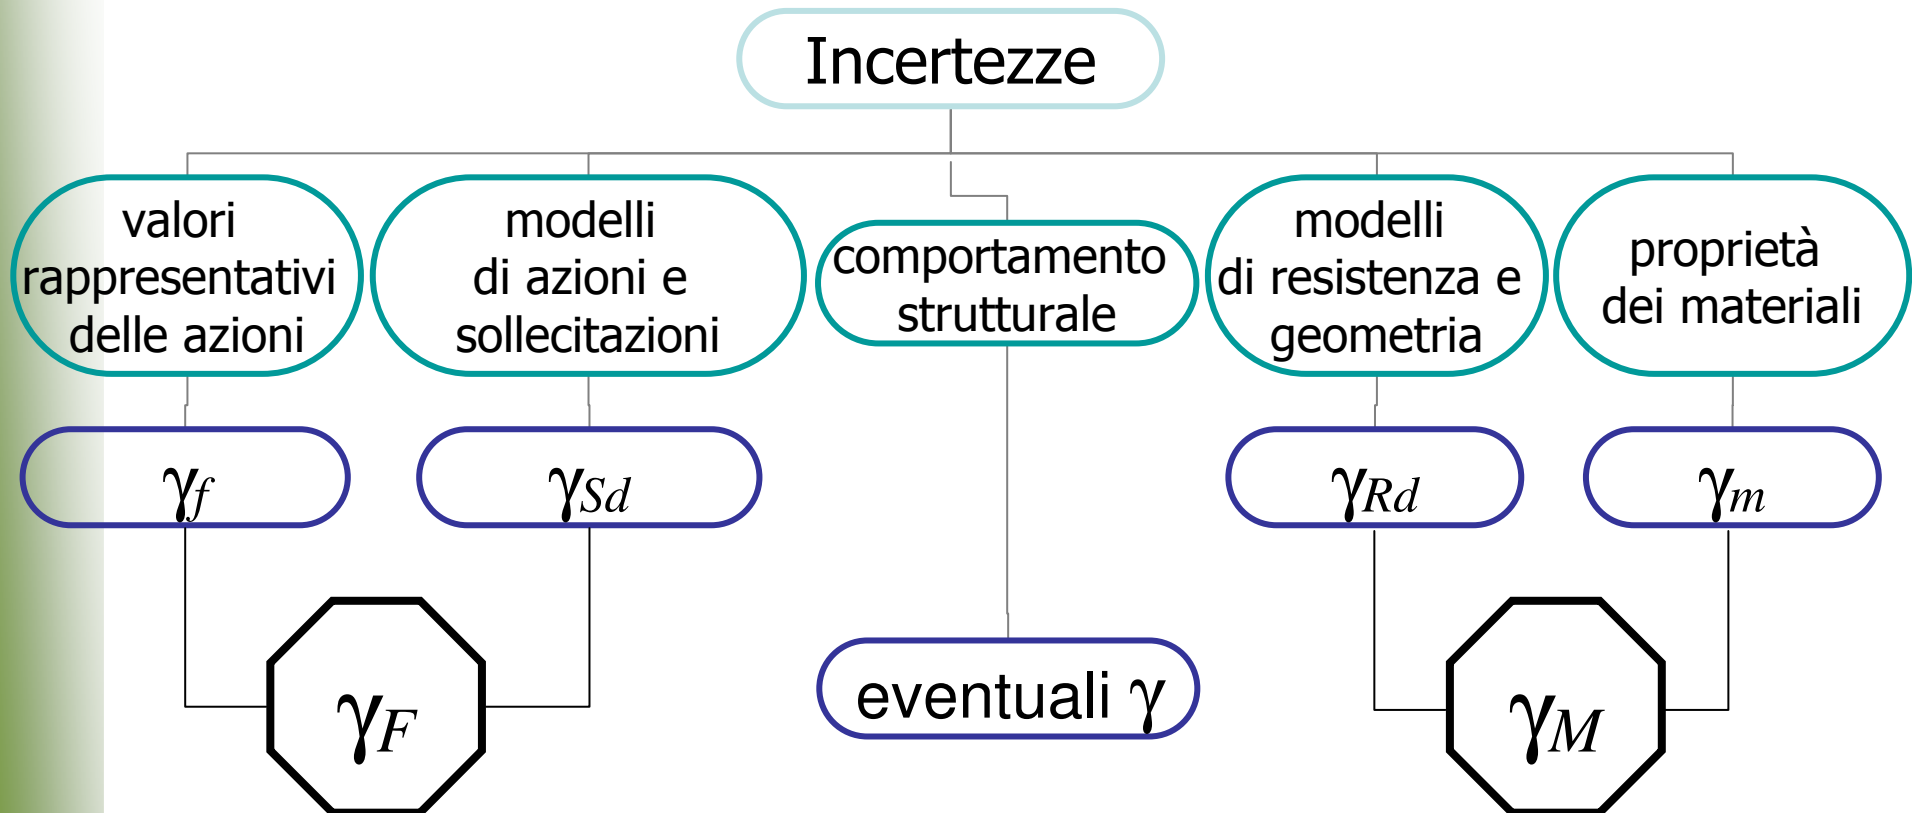 Incertezze
valori
rappresentativi
delle azioni
modelli
di azioni e
sollecitazioni
comportamento
strutturale
modelli
di resistenza e
geometria
proprietà
dei materiali
γf
γSd
γRd
γm
γF
eventuali γ
γM